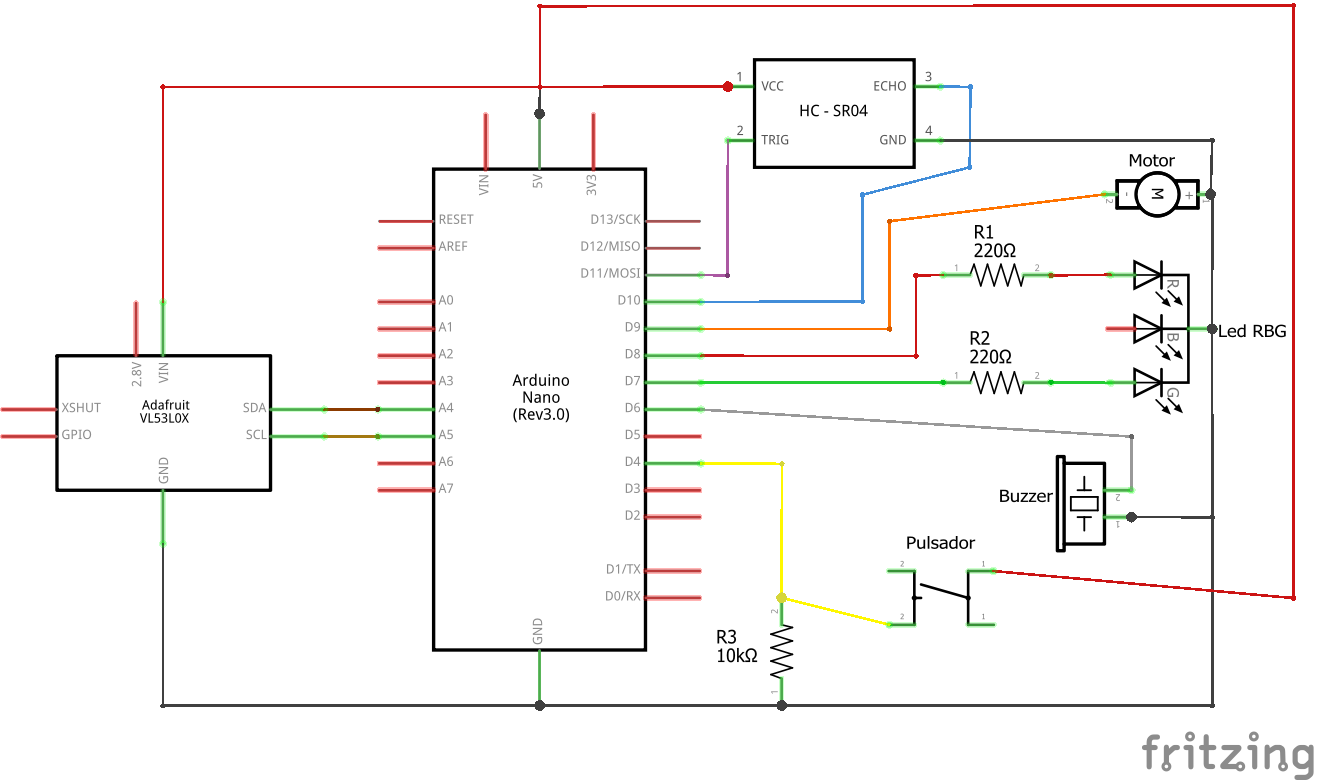 1
VCC
ECHO
3
HC - SR04
2
TRIG
GND
4
Motor
-
M
+
2
1
VIN
5V
3V3
RESET
AREF
A0
A1
A2
A3
A4
A5
A6
A7
Arduino
Nano
(Rev3.0)
D13/SCK
D12/MISO
D11/MOSI
D10
D9
D8
D7
D6
D5
D4
D3
D2
D1/TX
D0/RX
GND
R1
220Ω
1
2
R
B
G
Led RBG
R2
220Ω
1
2
2.8V
VIN
XSHUT
GPIO
Adafruit
VL53L0X
SDA
SCL
GND
Buzzer
2
1
Pulsador
2
1
2
1
R3
10kΩ
2
1
fritzing